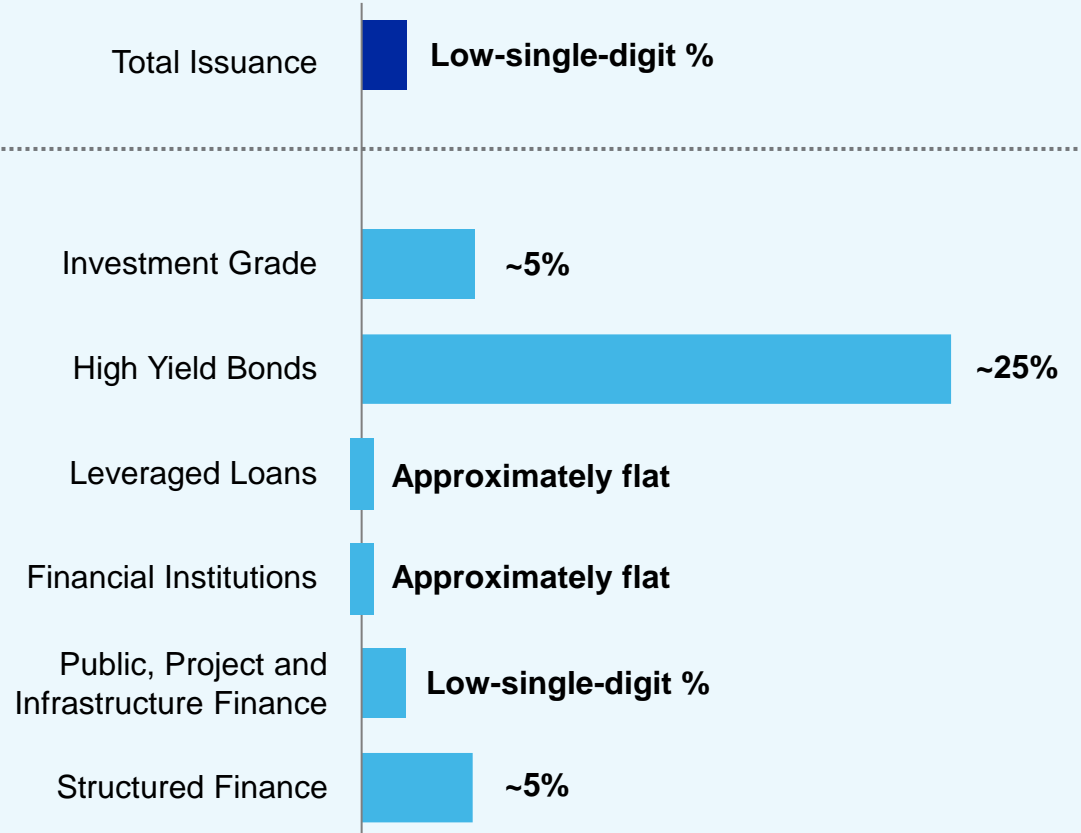 Total Issuance
Low-single-digit %
Investment Grade
~5%
High Yield Bonds
~25%
Leveraged Loans
Approximately flat
Financial Institutions
Approximately flat
Public, Project and
Infrastructure Finance
Low-single-digit %
Structured Finance
~5%